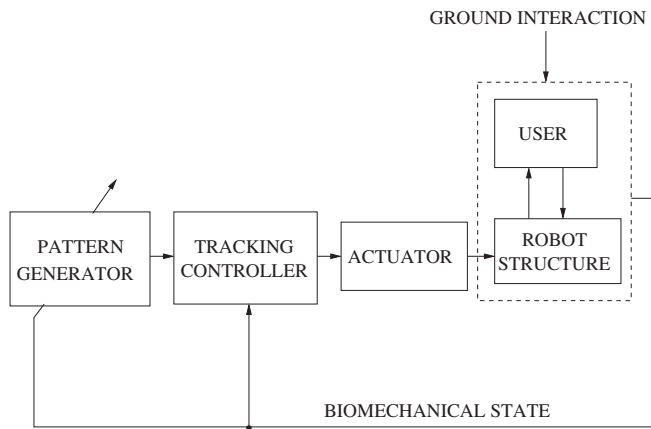 GROUND INTERACTION
USER
PATTERN
GENERATOR
TRACKING
CONTROLLER
ACTUATOR
ROBOT
STRUCTURE
BIOMECHANICAL STATE